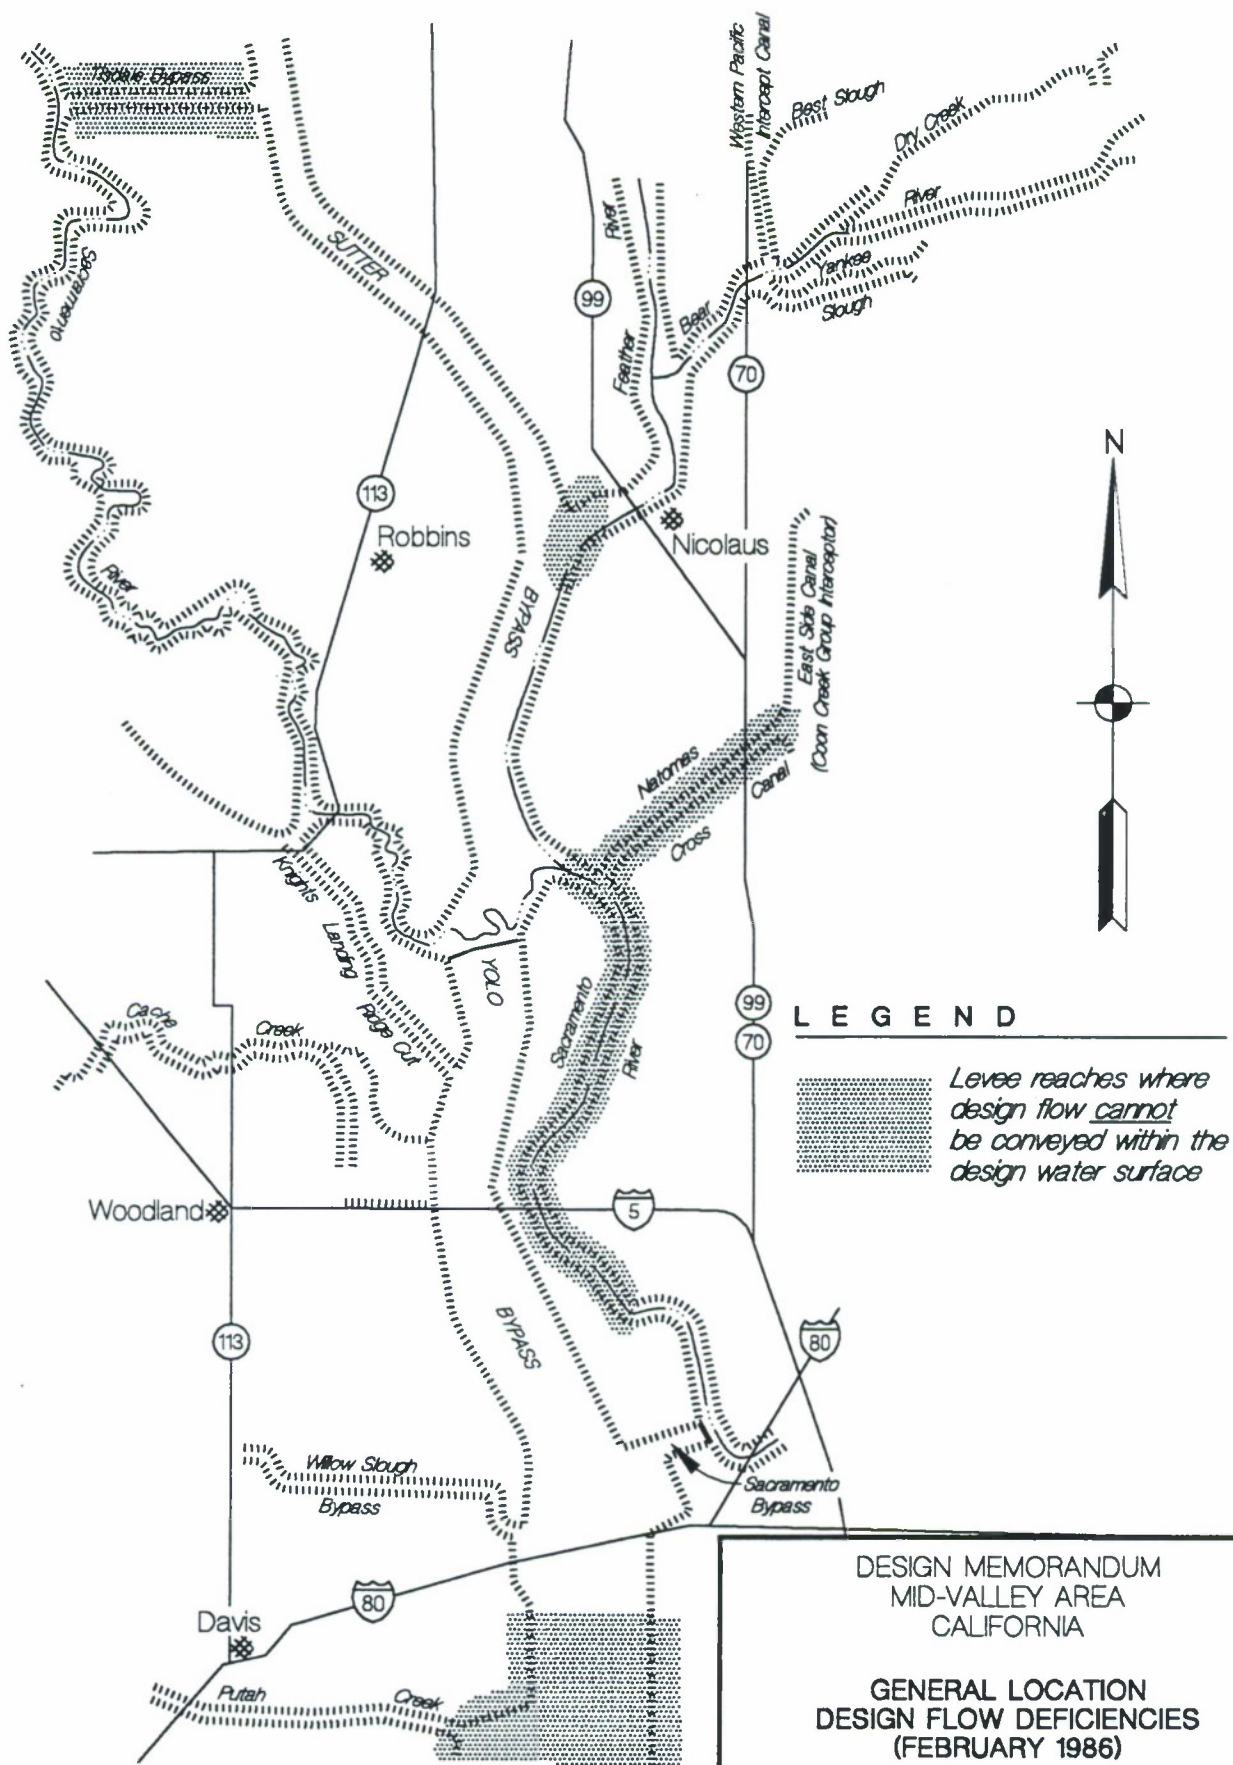 Tisdale Bypass
Western Pacific
Intercept Canal
Best Slough
Dry Creek
River
Yankee
Slough
Sacramento
SUTTER
River
99
Bear
Feather
70
N
113
Robbins
Nicolaus
River
BYPASS
East Side Canal
(Coon Creek Group Interceptor)
Natomas
Canal
Cross
Knights
Landing
Ridge Cut
YOLO
Cache
Creek
Sacramento
River
99
70
LEGEND
Levee reaches where
design flow cannot
be conveyed within the
design water surface
Woodland
5
BYPASS
113
80
Willow Slough
Bypass
Sacramento
Bypass
80
Davis
Putah
Creek
DESIGN MEMORANDUM
MID-VALLEY AREA
CALIFORNIA
GENERAL LOCATION
DESIGN FLOW DEFICIENCIES
(FEBRUARY 1986)